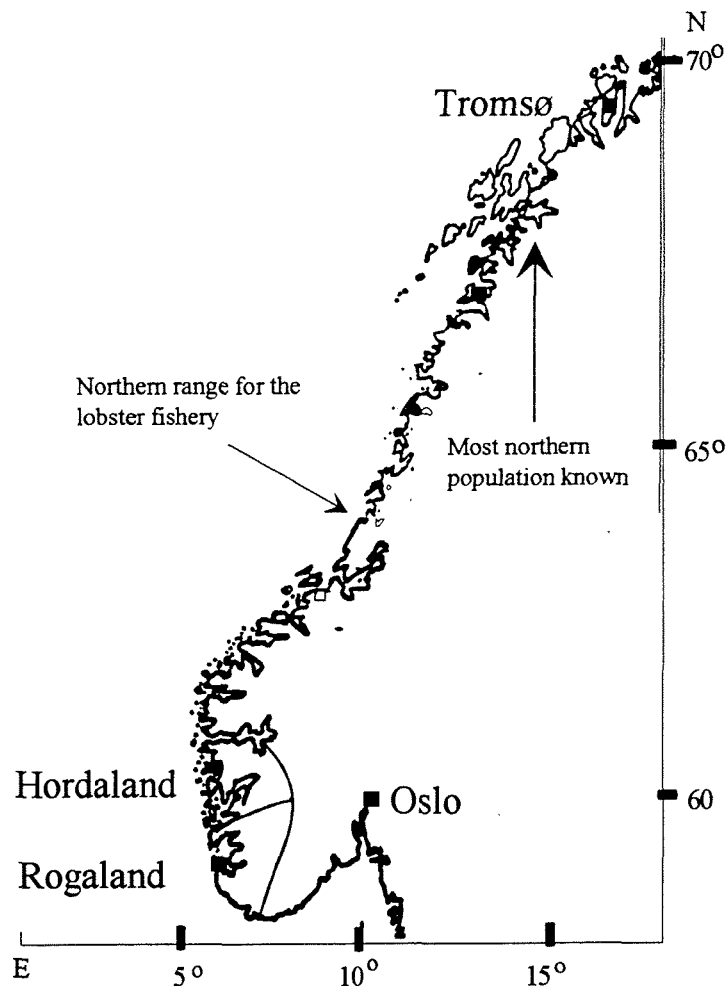 N
70°
Tromsø
Northern range for the
lobster fishery
Most northern
population known
65°
Hordaland
Oslo
60
Rogaland
E
5°
10°
15°